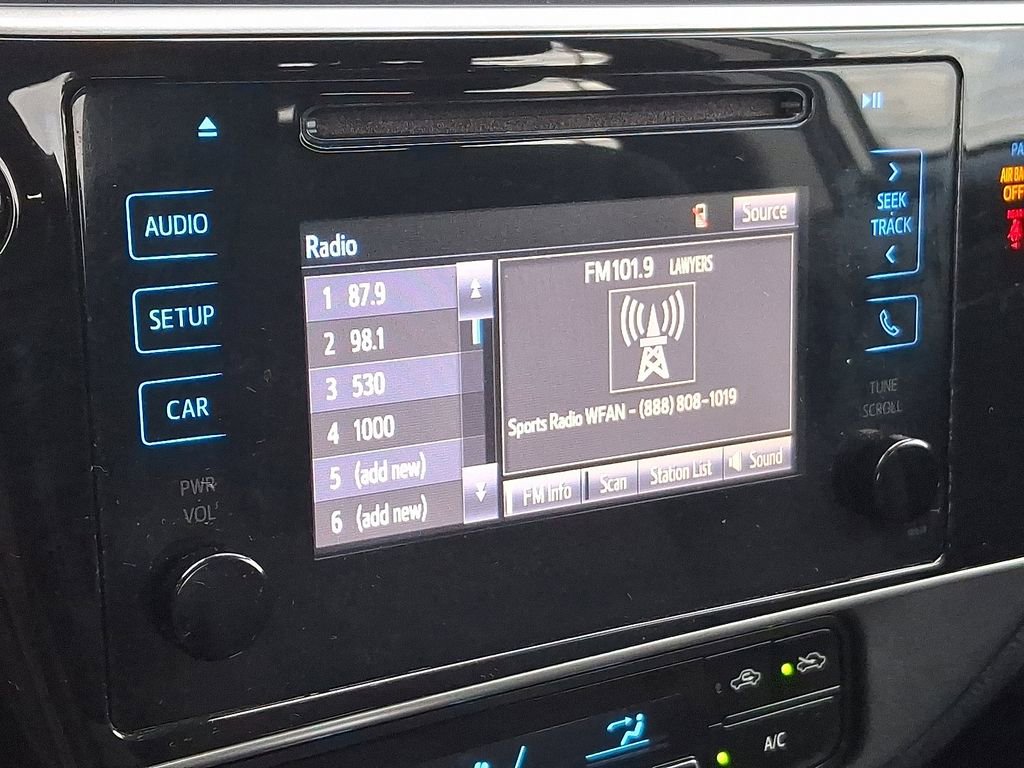 AUDIO
SETUP
CAR
PWR
VOL
Radio
Source
1 87.9
2 98.1
3 530
4 1000
5 (add new)
6 (add new)
FM101.9 LAWYERS
Sports Radio WFAN - (888) 808-1019
FM Info
Scan
Station List
Sound
SEEK
TRACK
TUNE
SCROLL
OFF
A/C